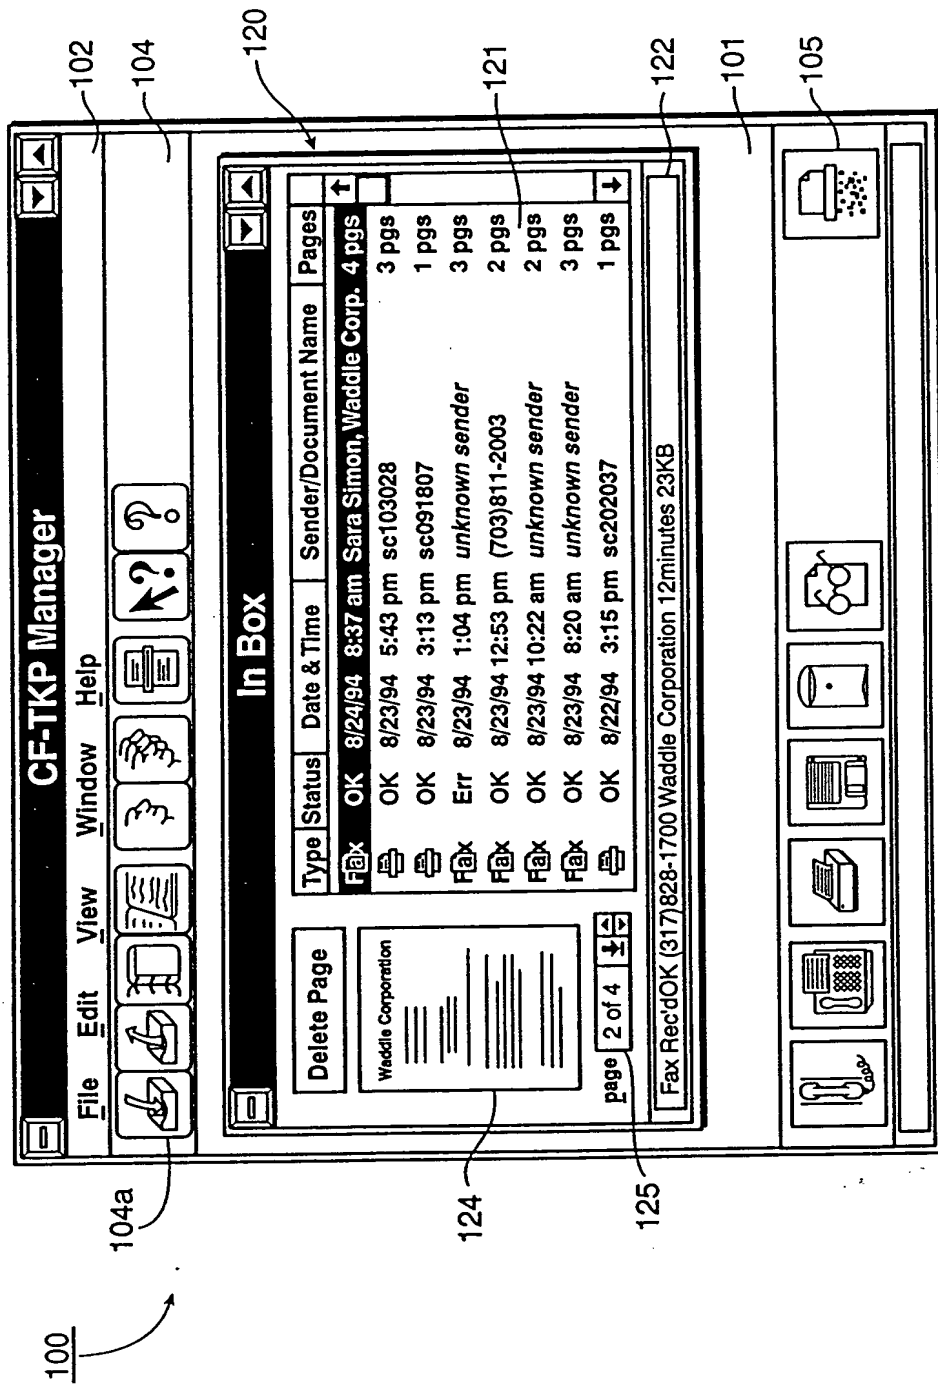 100
CF-TKP Manager
102
File Edit View Window Help
104a
104
120
In Box
Delete Page
Type Status Date & Time Sender/Document Name Pages
Fax OK 8/24/94 8:37 am Sara Simon, Waddle Corp. 4 pgs
OK 8/23/94 5:43 pm sc103028 3 pgs
OK 8/23/94 3:13 pm sc091807 1 pgs
Fax Err 8/23/94 1:04 pm unknown sender 3 pgs
Fax OK 8/23/94 12:53 pm (703)811-2003 2 pgs
Fax OK 8/23/94 10:22 am unknown sender 2 pgs
Fax OK 8/23/94 8:20 am unknown sender 3 pgs
OK 8/22/94 3:15 pm sc202037 1 pgs
121
Waddle Corporation
124
page 2 of 4
125
Fax Rec'dOK (317)828-1700 Waddle Corporation 12minutes 23KB
122
101
105
? ?